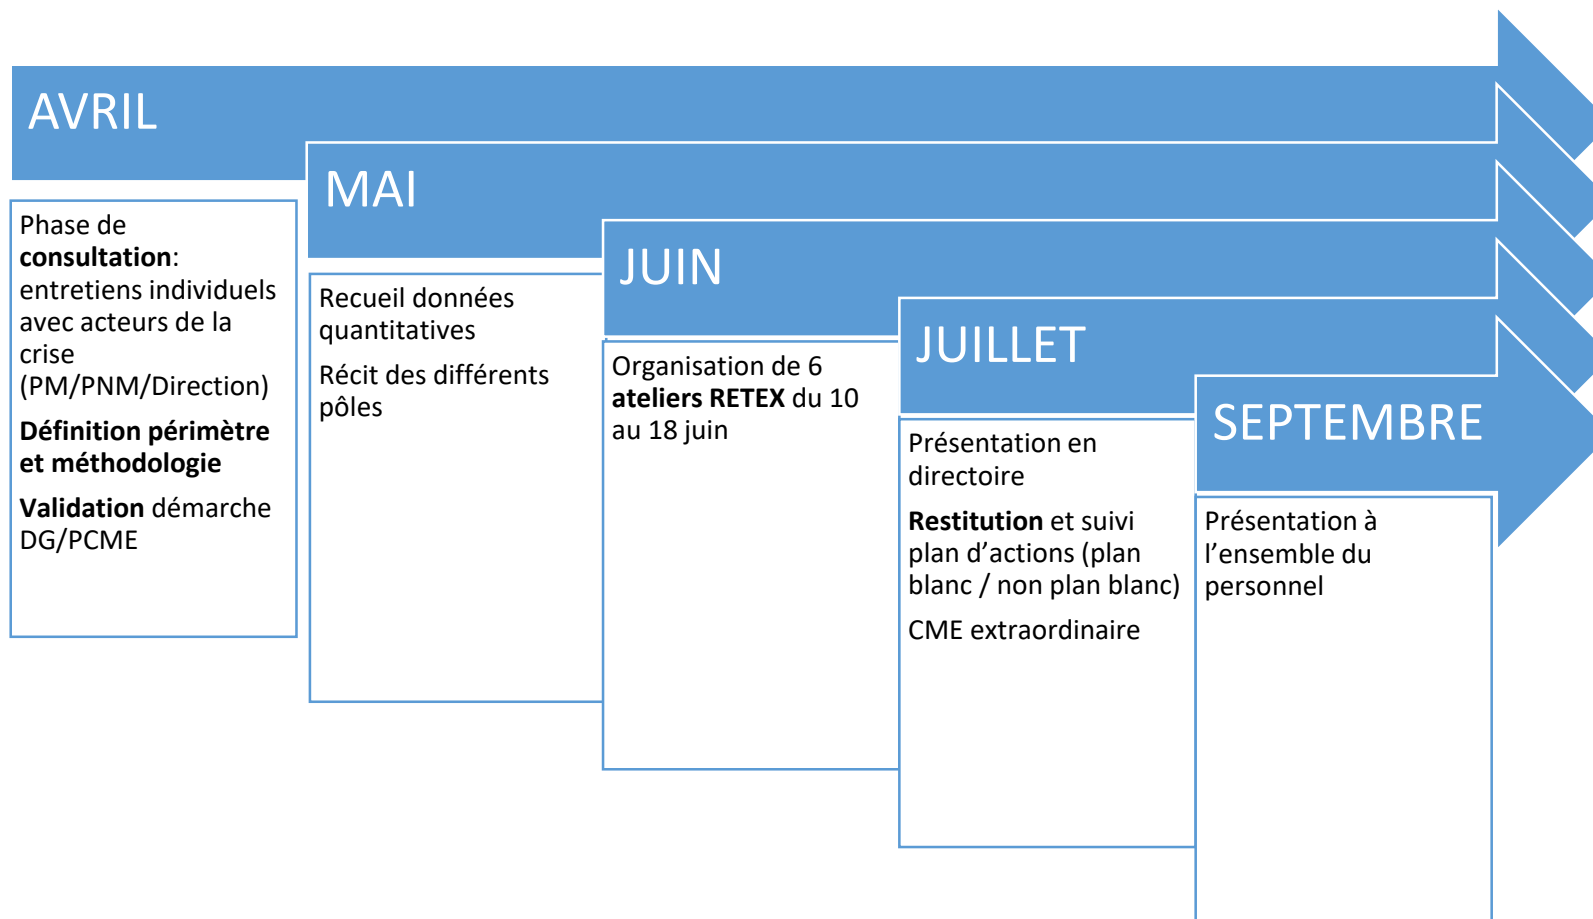 AVRIL
Phase de
consultation:
entretiens individuels
avec acteurs de la
crise
(PM/PNM/Direction)
Définition périmètre
et méthodologie
Validation démarche
DG/PCME
MAI
Recueil données
quantitatives
Récit des différents
pôles
JUIN
Organisation de 6
ateliers RETEX du 10
au 18 juin
JUILLET
Présentation en
directoire
Restitution et suivi
plan d’actions (plan
blanc / non plan blanc)
CME extraordinaire
SEPTEMBRE
Présentation à
l’ensemble du
personnel